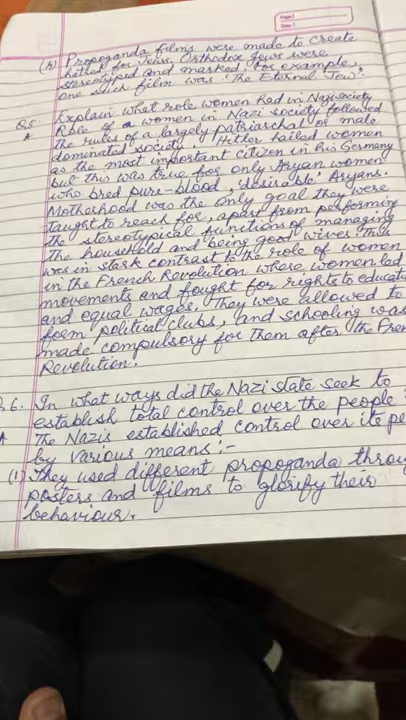 Page
Date
(iv) Propoganda films were made to create
hatred for Jews, Orthodox Jews were
stereotyped and marked. For example,
one such film was 'The Eternal Jew'.
Q5. Explain what role women had in Nazi society
A Role of a women in Nazi society followed
the rules of a largely patriarchal or male
dominated society. Hitler hailed women
as the most important citizen in his Germany
but this was true for only Aryan women
who bred pure-blood, 'desirable' Aryans.
Motherhood was the only goal they were
taught to reach for, apart from performing
the stereotypical functions of managing
the household and being good wives. This
was in stark contrast to the role of women
in the French Revolution where women led
movements and fought for rights to educati
and equal wages. They were allowed to
form political clubs, and schooling was
made compulsory for them after the Fren
Revolution.
Q6. In what ways did the Nazi state seek to
establish total control over the people ?
A The Nazis established control over its pe
by various means:-
(i) They used different propoganda throu
posters and films to glorify their
behaviour.